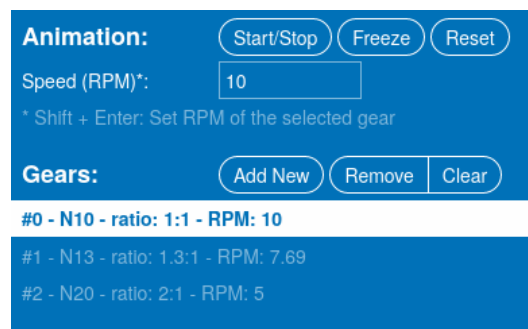 Animation: Start/Stop Freeze Reset
Speed (RPM)*: 10
* Shift + Enter: Set RPM of the selected gear
Gears: Add New Remove Clear
#0 - N10 - ratio: 1:1 - RPM: 10
#1 - N13 - ratio: 1.3:1 - RPM: 7.69
#2 - N20 - ratio: 2:1 - RPM: 5